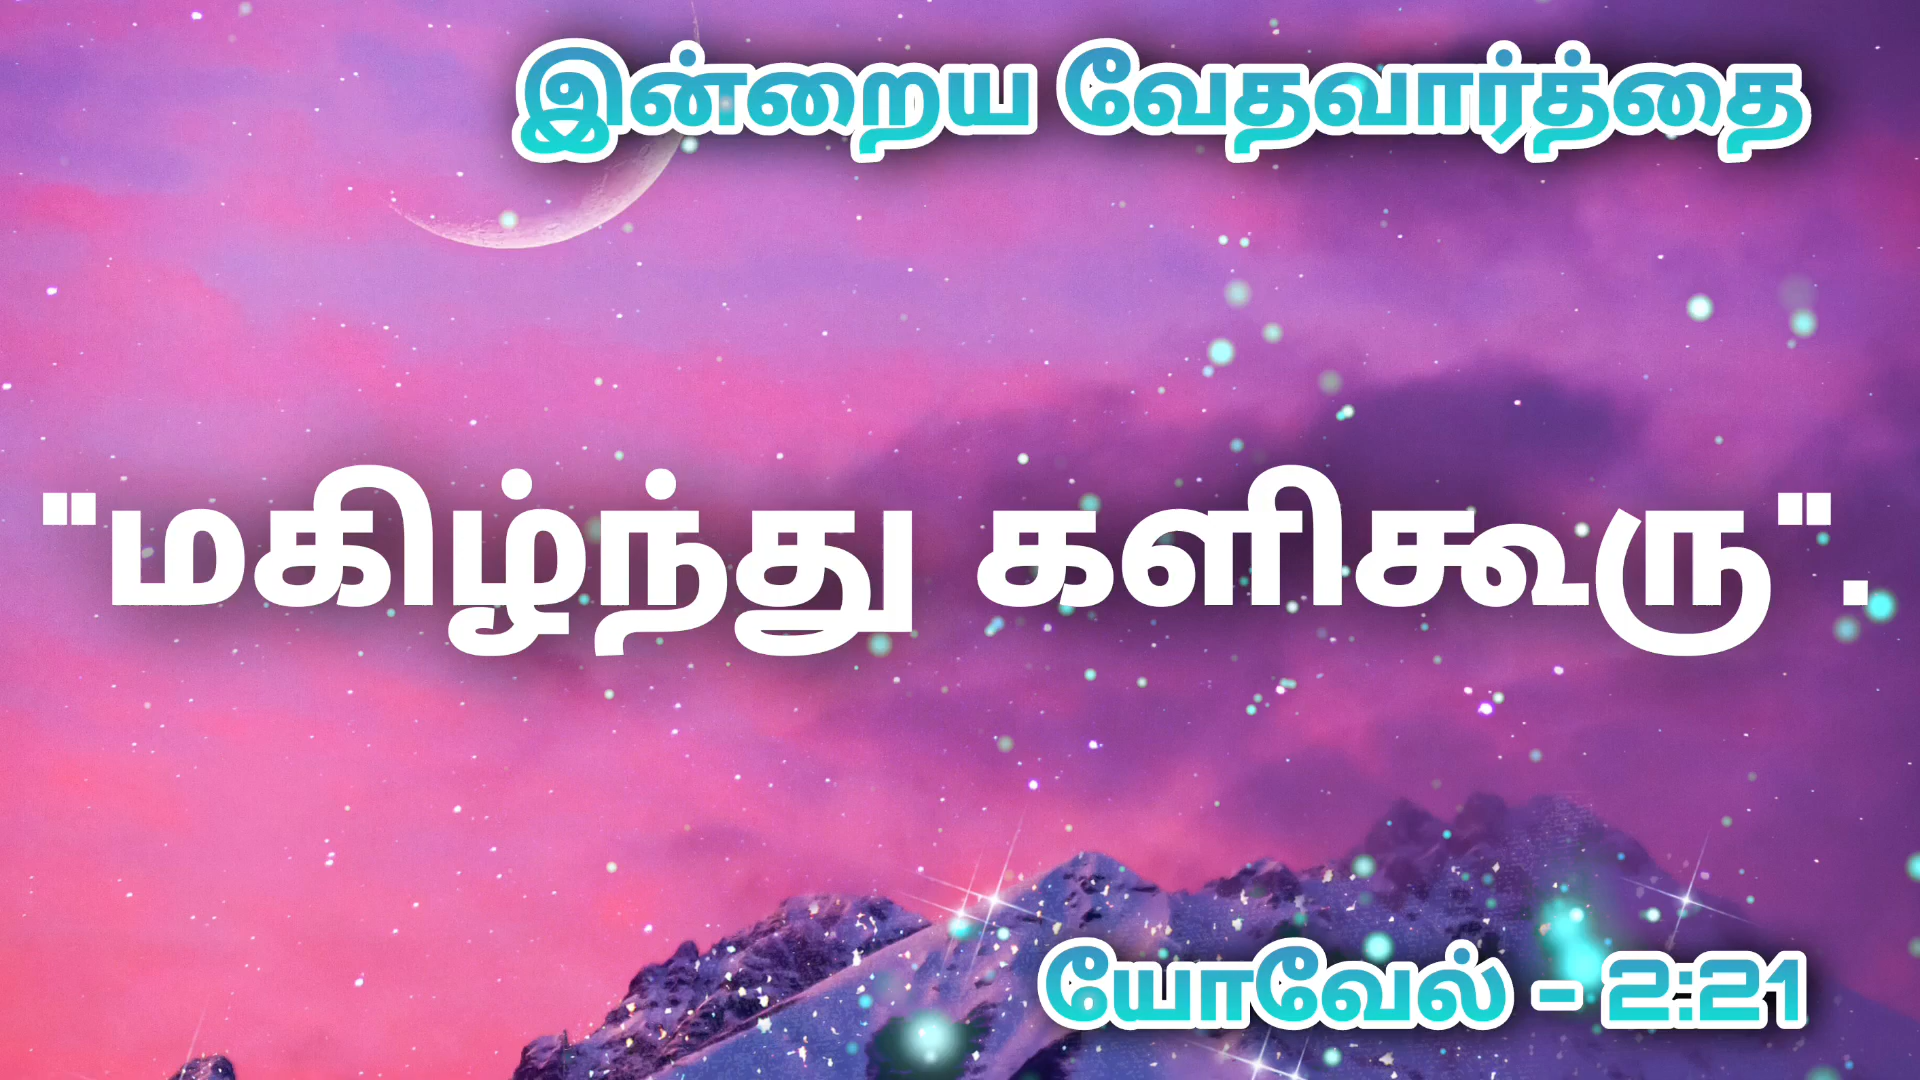 இன்றைய வேதவார்த்தை
"மகிழ்ந்து களிகூரு".
யோவேல் - 2:21